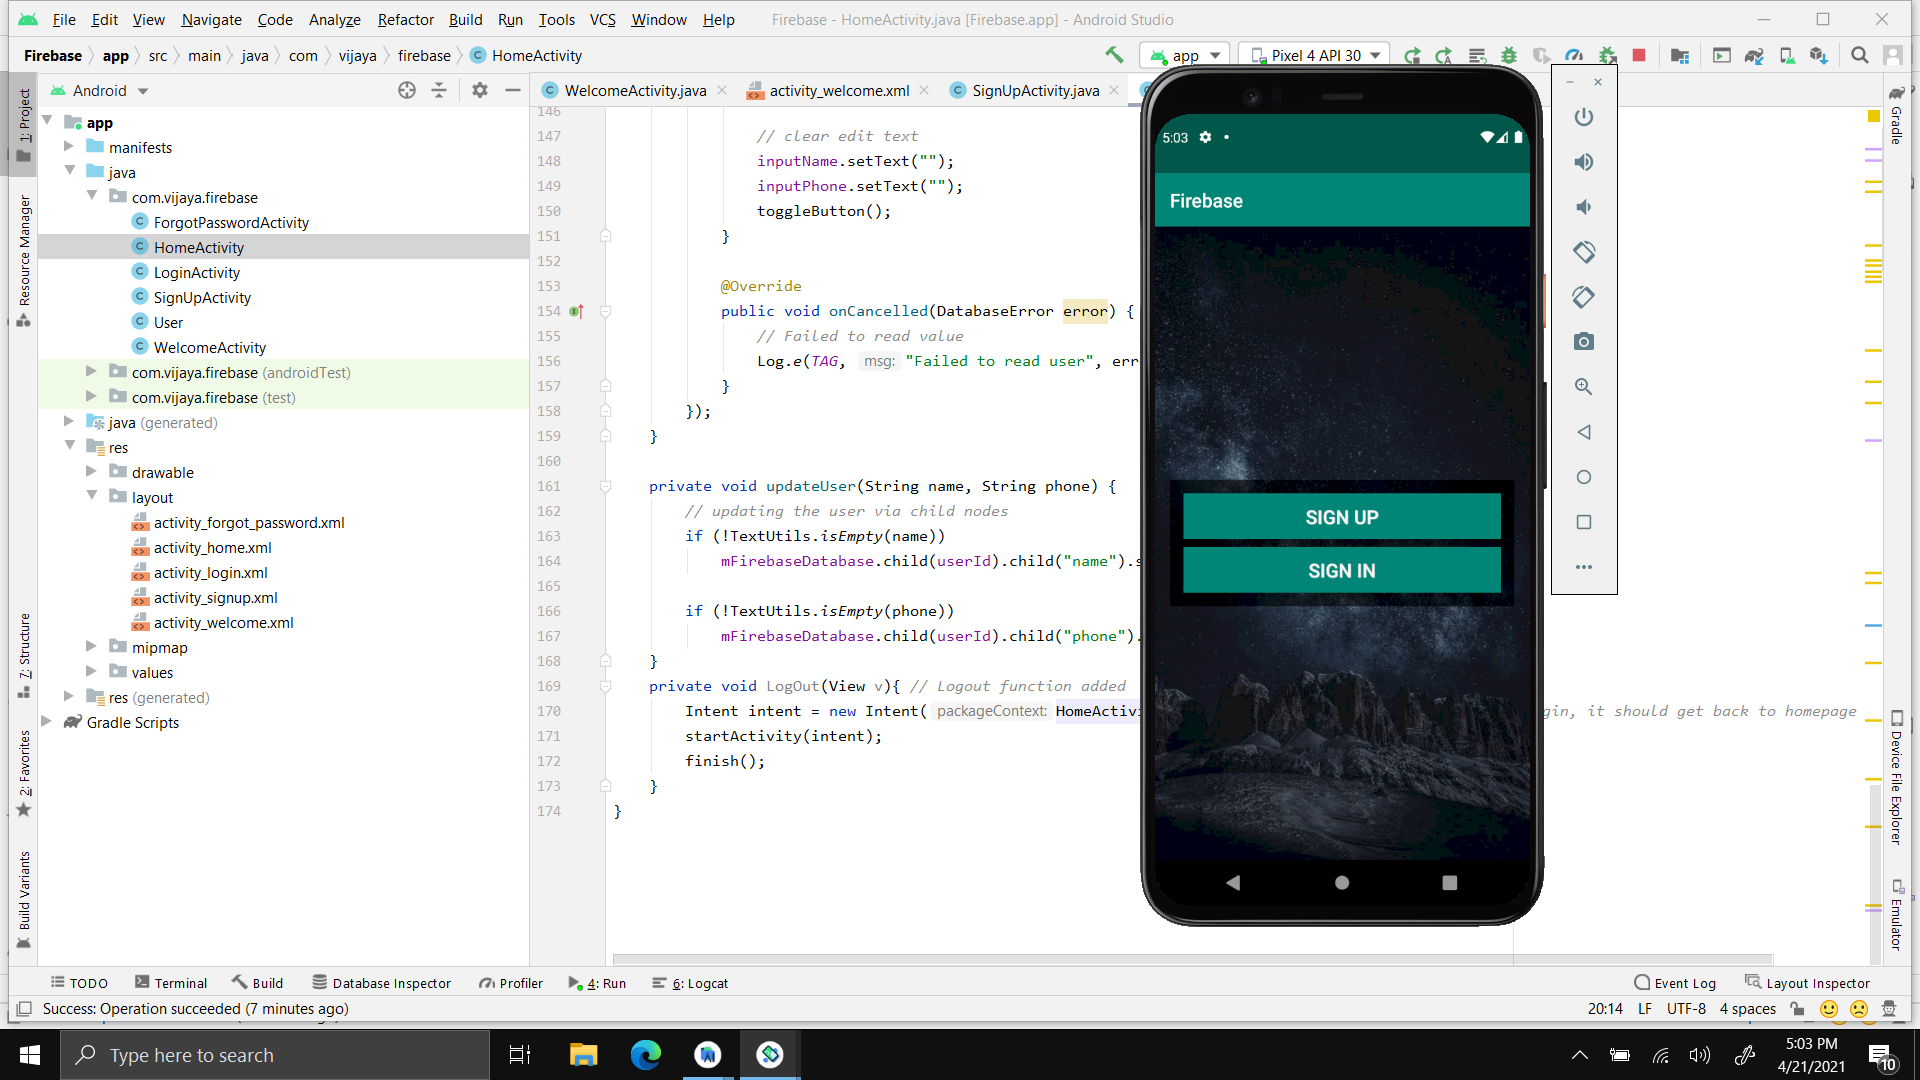 File Edit View Navigate Code Analyze Refactor Build Run Tools VCS Window Help Firebase - HomeActivity.java [Firebase.app] - Android Studio
Firebase app src main java com vijaya firebase HomeActivity app Pixel 4 API 30
Android
WelcomeActivity.java activity_welcome.xml SignUpActivity.java
1: Project
Resource Manager
7: Structure
2: Favorites
Build Variants
app
manifests
java
com.vijaya.firebase
ForgotPasswordActivity
HomeActivity
LoginActivity
SignUpActivity
User
WelcomeActivity
com.vijaya.firebase (androidTest)
com.vijaya.firebase (test)
java (generated)
res
drawable
layout
activity_forgot_password.xml
activity_home.xml
activity_login.xml
activity_signup.xml
activity_welcome.xml
mipmap
values
res (generated)
Gradle Scripts
146
147 // clear edit text
148 inputName.setText("");
149 inputPhone.setText("");
150 toggleButton();
151 }
152
153 @Override
154 public void onCancelled(DatabaseError error) {
155 // Failed to read value
156 Log.e(TAG, msg: "Failed to read user", err
157 }
158 });
159 }
160
161 private void updateUser(String name, String phone) {
162 // updating the user via child nodes
163 if (!TextUtils.isEmpty(name))
164 mFirebaseDatabase.child(userId).child("name").s
165
166 if (!TextUtils.isEmpty(phone))
167 mFirebaseDatabase.child(userId).child("phone").
168 }
169 private void LogOut(View v){ // Logout function added
170 Intent intent = new Intent( packageContext: HomeActivi gin, it should get back to homepage
171 startActivity(intent);
172 finish();
173 }
174 }
5:03
Firebase
SIGN UP
SIGN IN
Gradle
Device File Explorer
Emulator
TODO Terminal Build Database Inspector Profiler 4: Run 6: Logcat Event Log Layout Inspector
Success: Operation succeeded (7 minutes ago) 20:14 LF UTF-8 4 spaces
Type here to search
5:03 PM
4/21/2021
10